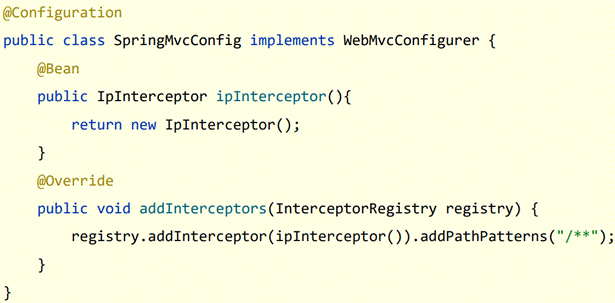 @Configuration
public class SpringMvcConfig implements WebMvcConfigurer {
    @Bean
    public IpInterceptor ipInterceptor(){
        return new IpInterceptor();
    }
    @Override
    public void addInterceptors(InterceptorRegistry registry) {
        registry.addInterceptor(ipInterceptor()).addPathPatterns("/**");
    }
}